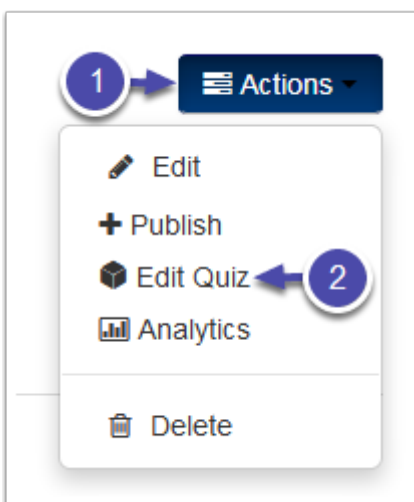 1 Actions
Edit
Publish
Edit Quiz 2
Analytics
Delete